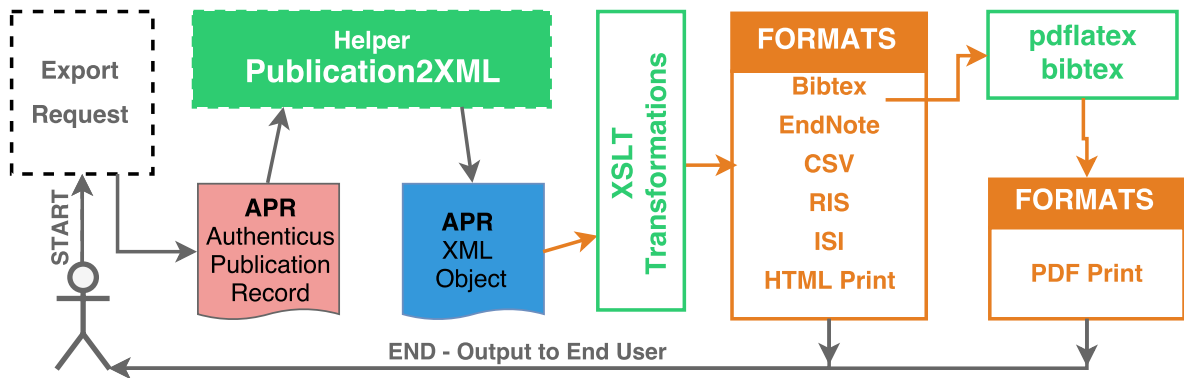 Export
Request
START
Helper
Publication2XML
APR
Authenticus
Publication
Record
APR
XML
Object
XSLT
Transformations
FORMATS
Bibtex
EndNote
CSV
RIS
ISI
HTML Print
pdflatex
bibtex
FORMATS
PDF Print
END - Output to End User